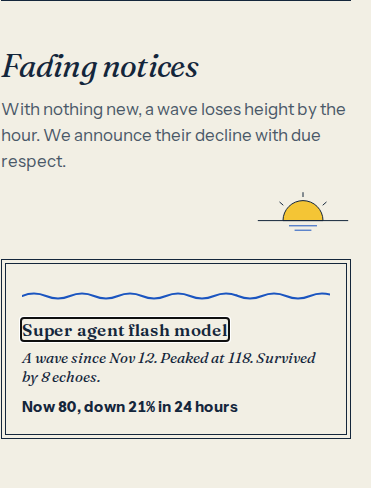 Fading notices
With nothing new, a wave loses height by the
hour. We announce their decline with due
respect.
Super agent flash model
A wave since Nov 12. Peaked at 118. Survived
by 8 echoes.
Now 80, down 21% in 24 hours